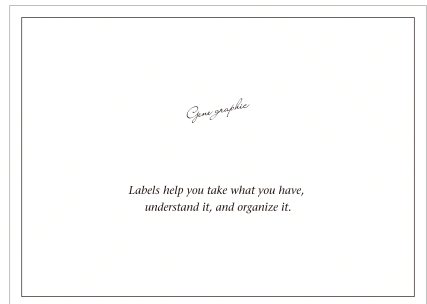 Gene graphic
Labels help you take what you have,
understand it, and organize it.